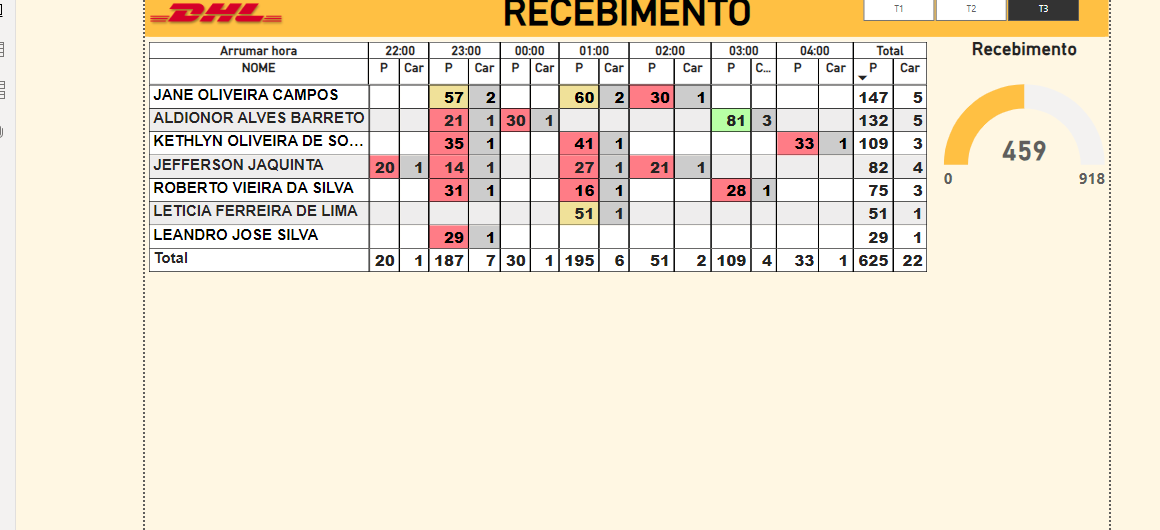 DHL RECEBIMENTO T1 T2 T3
Arrumar hora 22:00 23:00 00:00 01:00 02:00 03:00 04:00 Total
NOME P Car P Car P Car P Car P Car P C... P Car P Car
JANE OLIVEIRA CAMPOS 57 2 60 2 30 1 147 5
ALDIONOR ALVES BARRETO 21 1 30 1 81 3 132 5
KETHLYN OLIVEIRA DE SO... 35 1 41 1 33 1 109 3
JEFFERSON JAQUINTA 20 1 14 1 27 1 21 1 82 4
ROBERTO VIEIRA DA SILVA 31 1 16 1 28 1 75 3
LETICIA FERREIRA DE LIMA 51 1 51 1
LEANDRO JOSE SILVA 29 1 29 1
Total 20 1 187 7 30 1 195 6 51 2 109 4 33 1 625 22
Recebimento
459
0 918